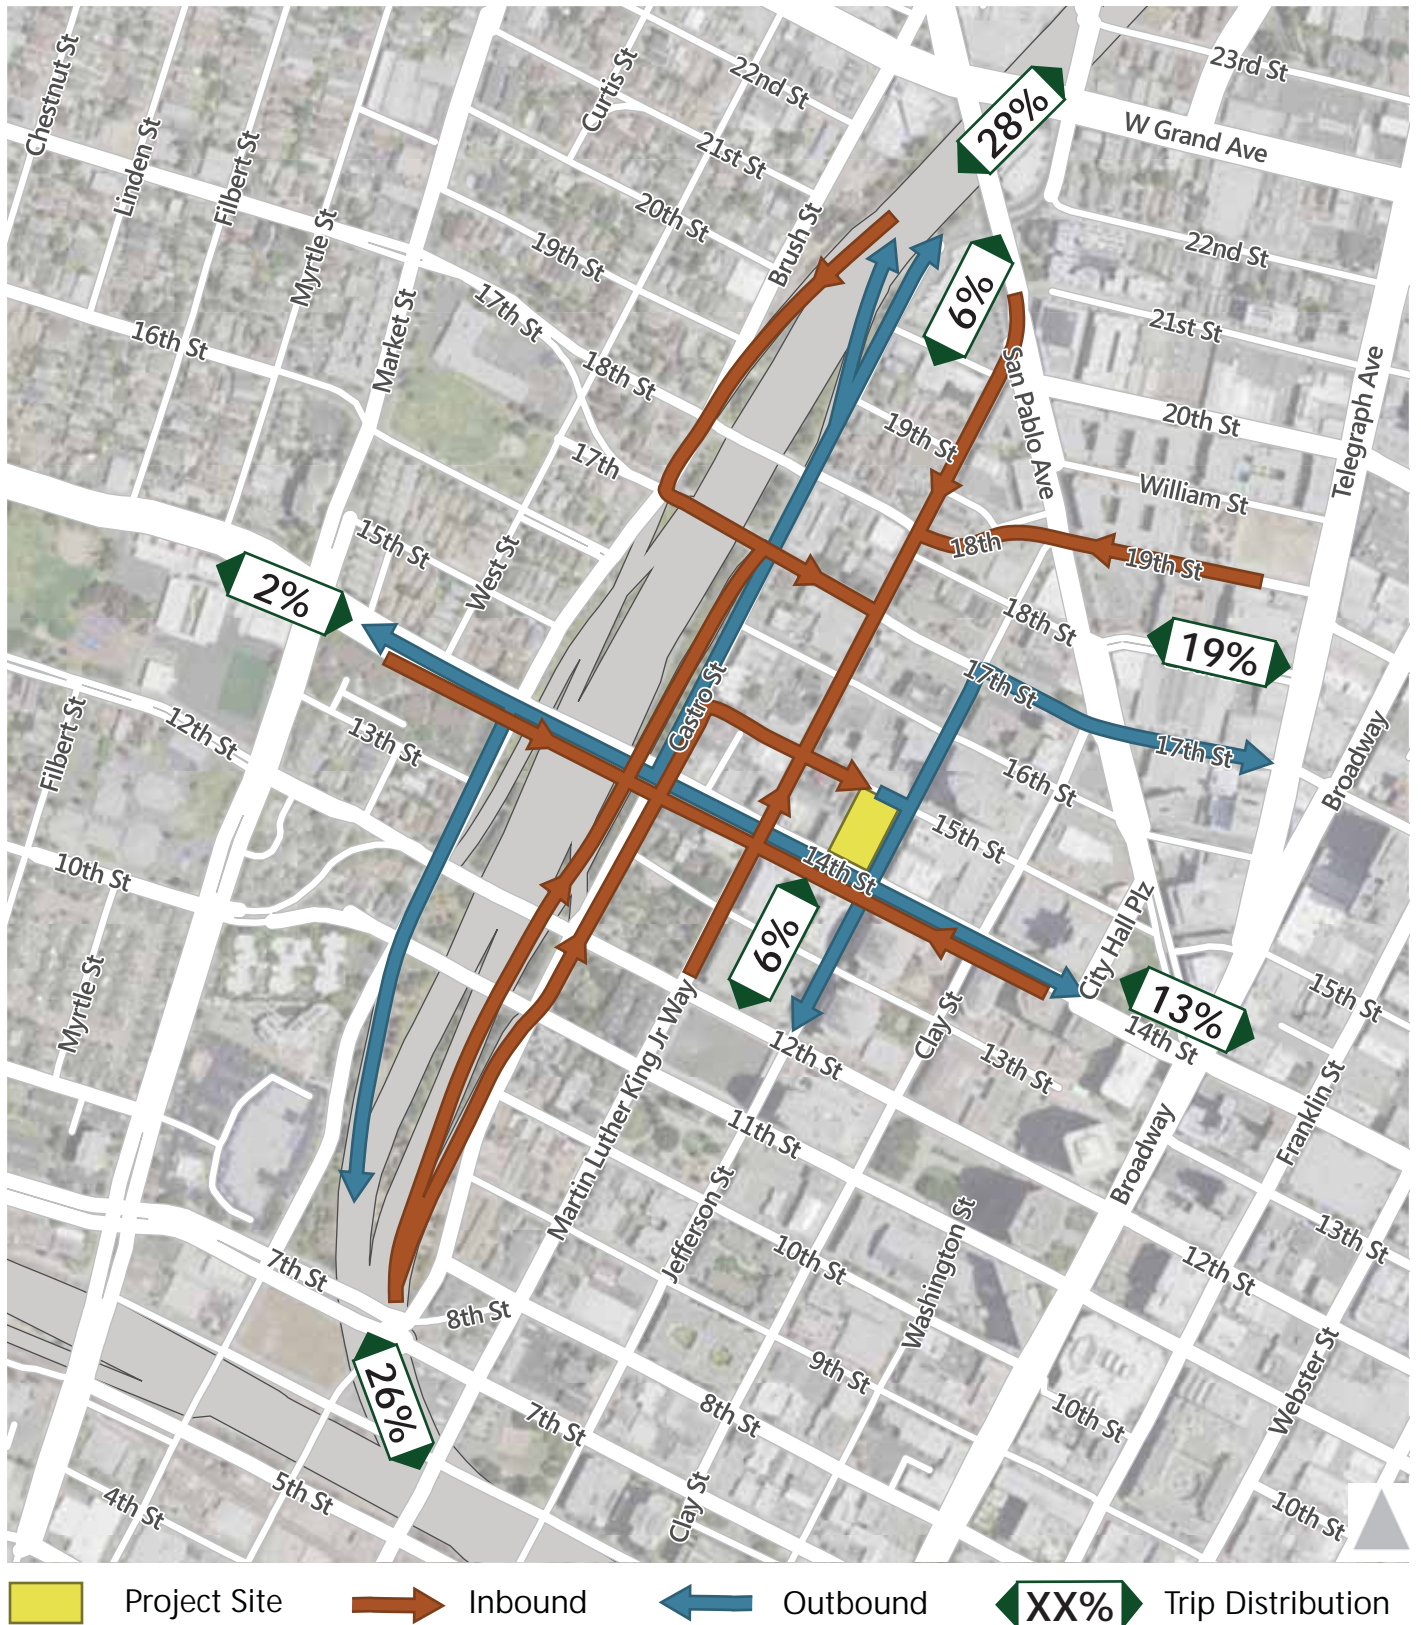 Chestnut St
Linden St
Filbert St
Myrtle St
Market St
Curtis St
22nd St
21st St
20th St
19th St
Brush St
28%
23rd St
W Grand Ave
22nd St
21st St
20th St
Telegraph Ave
6%
San Pablo Ave
16th St
17th St
18th St
17th
19th St
William St
18th
19th St
15th St
West St
2%
18th St
19%
17th St
17th St
Castro St
Filbert St
12th St
13th St
16th St
Broadway
15th St
14th St
10th St
6%
City Hall Plz
13%
14th St
15th St
Myrtle St
Clay St
13th St
12th St
Martin Luther King Jr Way
11th St
Franklin St
Broadway
Jefferson St
10th St
Washington St
13th St
12th St
7th St
8th St
26%
9th St
Webster St
10th St
8th St
7th St
5th St
4th St
Clay St
10th St
Project Site
Inbound
Outbound
XX%
Trip Distribution